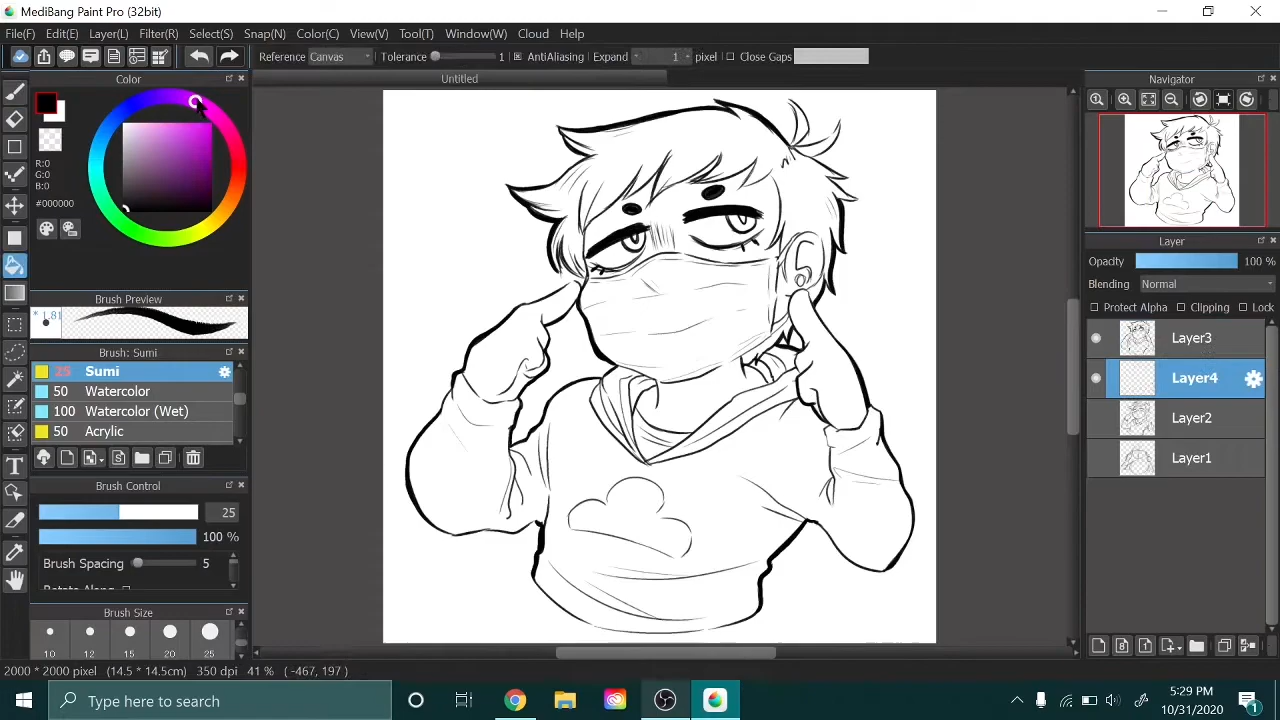 MediBang Paint Pro (32bit)
File(F) Edit(E) Layer(L) Filter(R) Select(S) Snap(N) Color(C) View(V) Tool(T) Window(W) Cloud Help
Reference Canvas Tolerance 1 AntiAliasing Expand 1 pixel Close Gaps
Color
Untitled
Navigator
R:0
G:0
B:0
#000000
Layer
Opacity 100 %
Blending Normal
Protect Alpha Clipping Lock
Brush Preview
* 1.81
Brush: Sumi
25 Sumi
50 Watercolor
100 Watercolor (Wet)
50 Acrylic
Layer3
Layer4
Layer2
Layer1
Brush Control
25
100 %
Brush Spacing 5
Rotate Along
Brush Size
10 12 15 20 25
2000 * 2000 pixel (14.5 * 14.5cm) 350 dpi 41 % (-467, 197 )
Type here to search
5:29 PM
10/31/2020
1